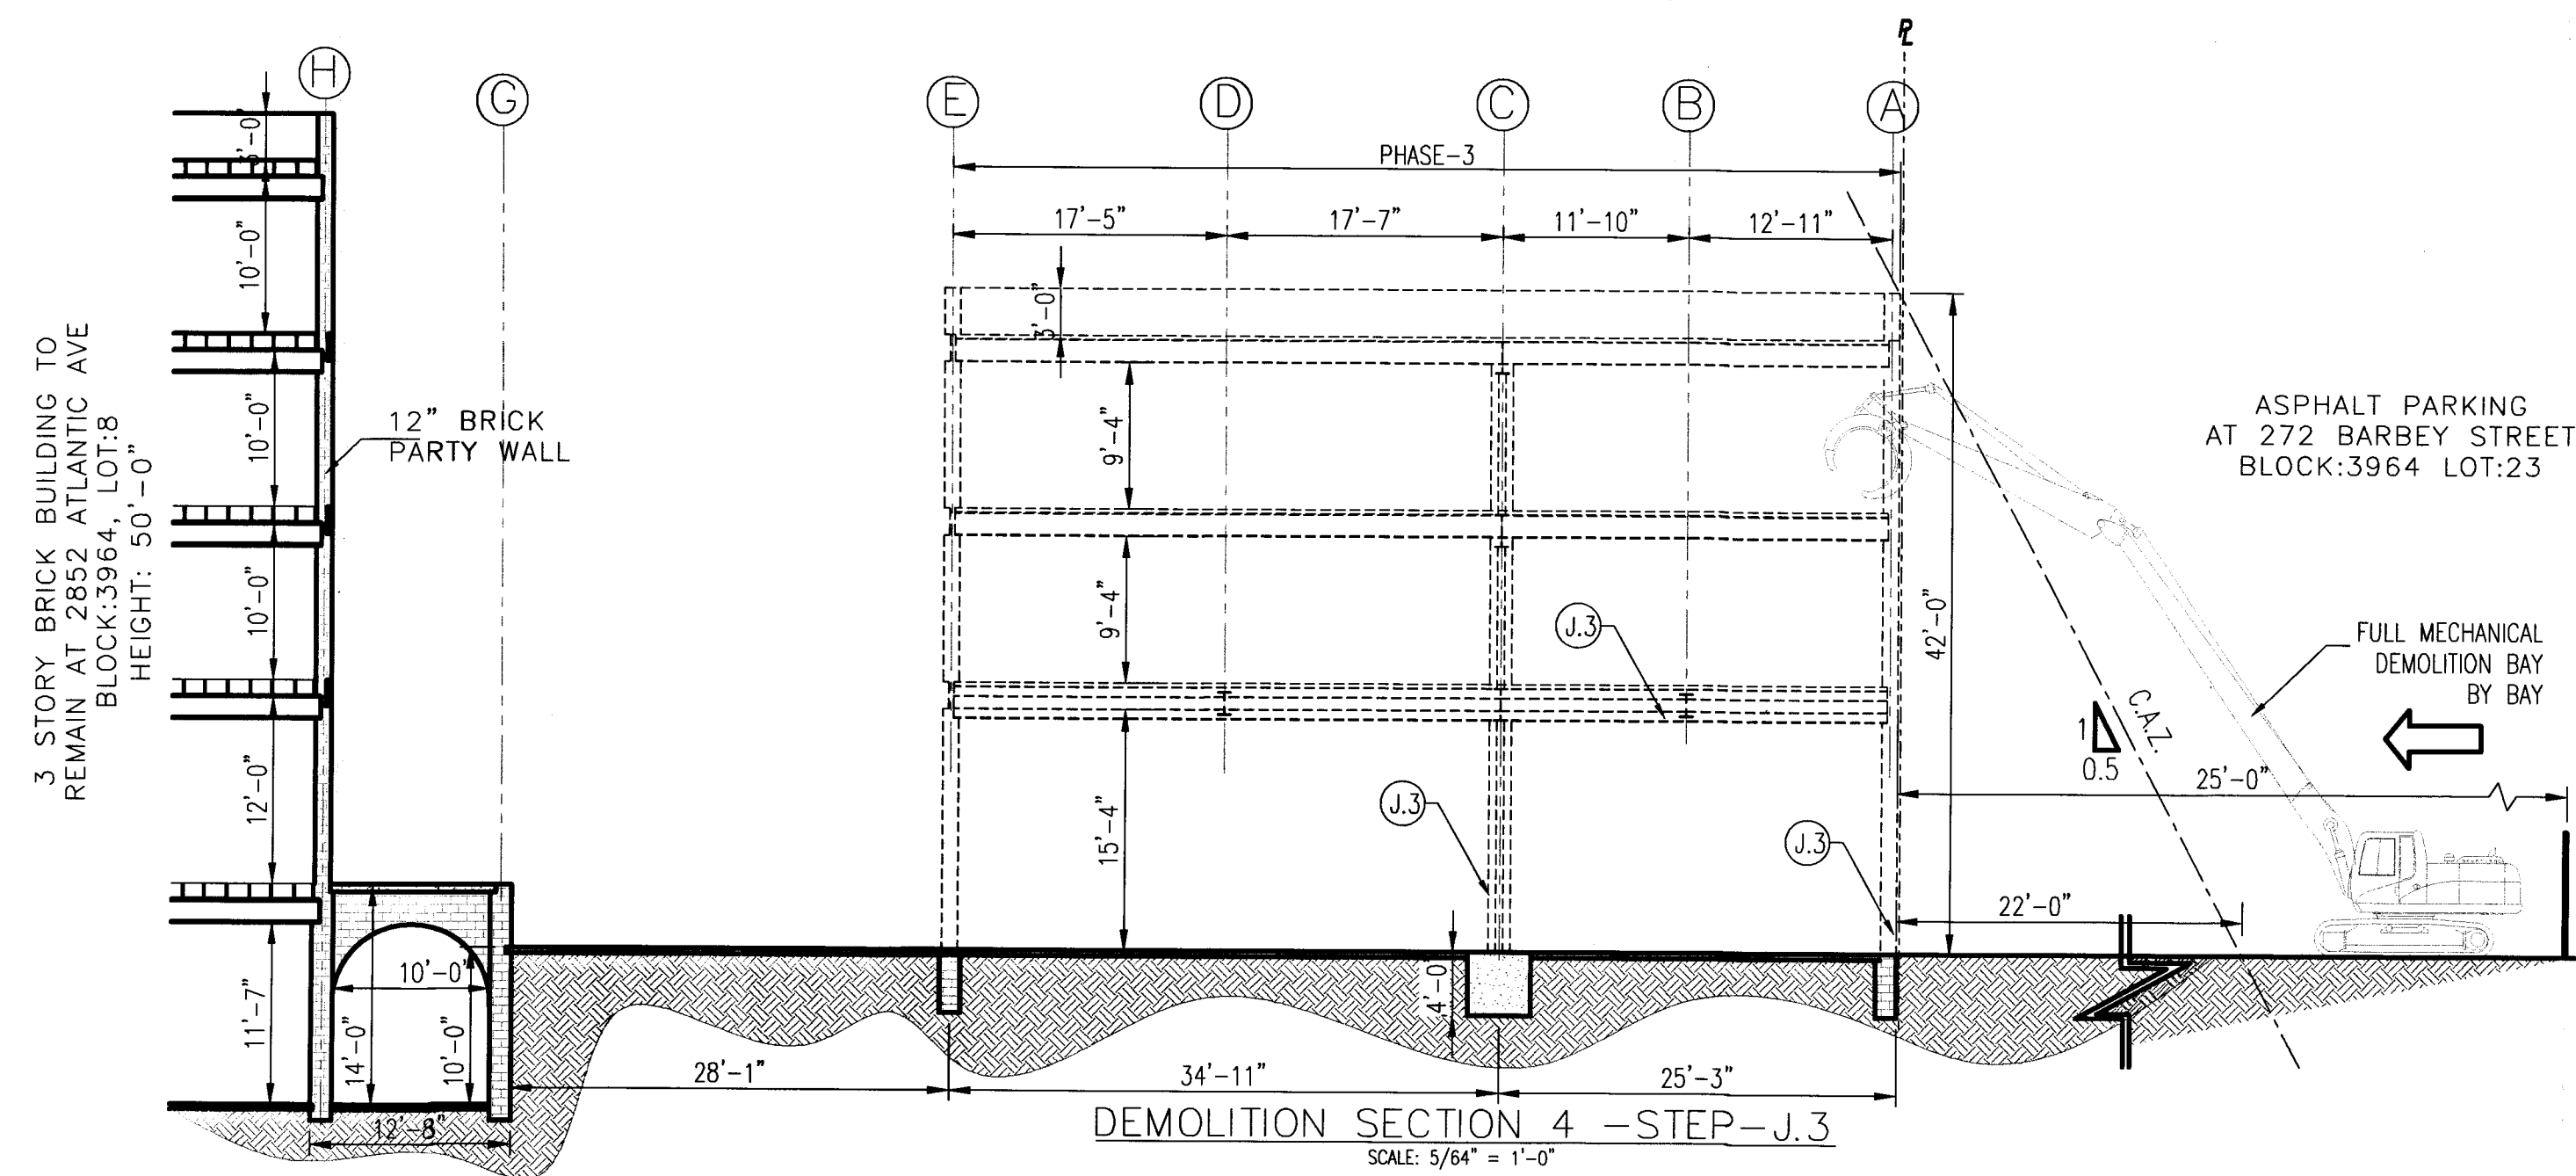 ℄
H
G
E
D
C
B
A
PHASE-3
17'-5"
17'-7"
11'-10"
12'-11"
3'-0"
10'-0"
10'-0"
10'-0"
12'-0"
11'-7"
3 STORY BRICK BUILDING TO
REMAIN AT 2852 ATLANTIC AVE
BLOCK:3964, LOT:8
HEIGHT: 50'-0"
12" BRICK
PARTY WALL
3'-0"
9'-4"
9'-4"
15'-4"
J.3
J.3
J.3
42'-0"
ASPHALT PARKING
AT 272 BARBEY STREET
BLOCK:3964 LOT:23
FULL MECHANICAL
DEMOLITION BAY
BY BAY
C.A.Z.
1
0.5
25'-0"
22'-0"
10'-0"
14'-0"
10'-0"
4'-0
12'-8"
28'-1"
34'-11"
25'-3"
DEMOLITION SECTION 4 -STEP-J.3
SCALE: 5/64" = 1'-0"